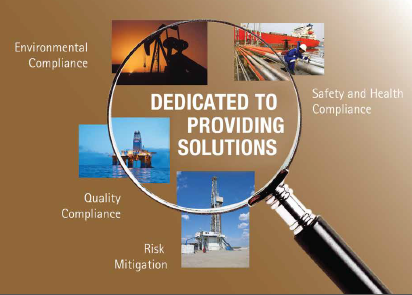 Environmental
Compliance
Safety and Health
Compliance
DEDICATED TO
PROVIDING
SOLUTIONS
Quality
Compliance
Risk
Mitigation